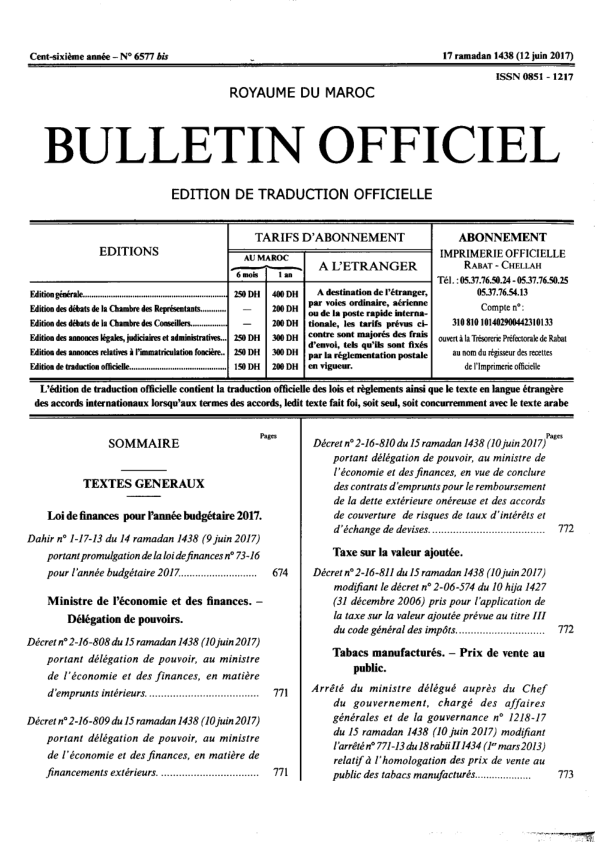 Cent-sixième année – N° 6577 bis
17 ramadan 1438 (12 juin 2017)
ISSN 0851 - 1217
ROYAUME DU MAROC
BULLETIN OFFICIEL
EDITION DE TRADUCTION OFFICIELLE
EDITIONS
TARIFS D'ABONNEMENT
AU MAROC
6 mois
1 an
A L'ETRANGER
Edition générale
250 DH
400 DH
Edition des débats de la Chambre des Représentants
—
200 DH
Edition des débats de la Chambre des Conseillers
—
200 DH
Edition des annonces légales, judiciaires et administratives
250 DH
300 DH
Edition des annonces relatives à l'immatriculation foncière
250 DH
300 DH
Edition de traduction officielle
150 DH
200 DH
A destination de l'étranger,
par voies ordinaire, aérienne
ou de la poste rapide interna-
tionale, les tarifs prévus ci-
contre sont majorés des frais
d'envoi, tels qu'ils sont fixés
par la réglementation postale
en vigueur.
ABONNEMENT
IMPRIMERIE OFFICIELLE
RABAT - CHELLAH
Tél. : 05.37.76.50.24 - 05.37.76.50.25
05.37.76.54.13
Compte n° :
310 810 1014029004423101 33
ouvert à la Trésorerie Préfectorale de Rabat
au nom du régisseur des recettes
de l'Imprimerie officielle
L'édition de traduction officielle contient la traduction officielle des lois et règlements ainsi que le texte en langue étrangère
des accords internationaux lorsqu'aux termes des accords, ledit texte fait foi, soit seul, soit concurremment avec le texte arabe
SOMMAIRE
Pages
TEXTES GENERAUX
Loi de finances pour l'année budgétaire 2017.
Dahir n° 1-17-13 du 14 ramadan 1438 (9 juin 2017)
portant promulgation de la loi de finances n° 73-16
pour l'année budgétaire 2017............................ 674
Ministre de l'économie et des finances. –
Délégation de pouvoirs.
Décret n° 2-16-808 du 15 ramadan 1438 (10 juin 2017)
portant délégation de pouvoir, au ministre
de l'économie et des finances, en matière
d'emprunts intérieurs. ..................................... 771
Décret n° 2-16-809 du 15 ramadan 1438 (10 juin 2017)
portant délégation de pouvoir, au ministre
de l'économie et des finances, en matière de
financements extérieurs. .................................. 771
Pages
Décret n° 2-16-810 du 15 ramadan 1438 (10 juin 2017)
portant délégation de pouvoir, au ministre de
l'économie et des finances, en vue de conclure
des contrats d'emprunts pour le remboursement
de la dette extérieure onéreuse et des accords
de couverture de risques de taux d'intérêts et
d'échange de devises. ...................................... 772
Taxe sur la valeur ajoutée.
Décret n° 2-16-811 du 15 ramadan 1438 (10 juin 2017)
modifiant le décret n° 2-06-574 du 10 hija 1427
(31 décembre 2006) pris pour l'application de
la taxe sur la valeur ajoutée prévue au titre III
du code général des impôts............................... 772
Tabacs manufacturés. – Prix de vente au
public.
Arrêté du ministre délégué auprès du Chef
du gouvernement, chargé des affaires
générales et de la gouvernance n° 1218-17
du 15 ramadan 1438 (10 juin 2017) modifiant
l'arrêté n° 771-13 du 18 rabii II 1434 (1er mars 2013)
relatif à l'homologation des prix de vente au
public des tabacs manufacturés.................... 773